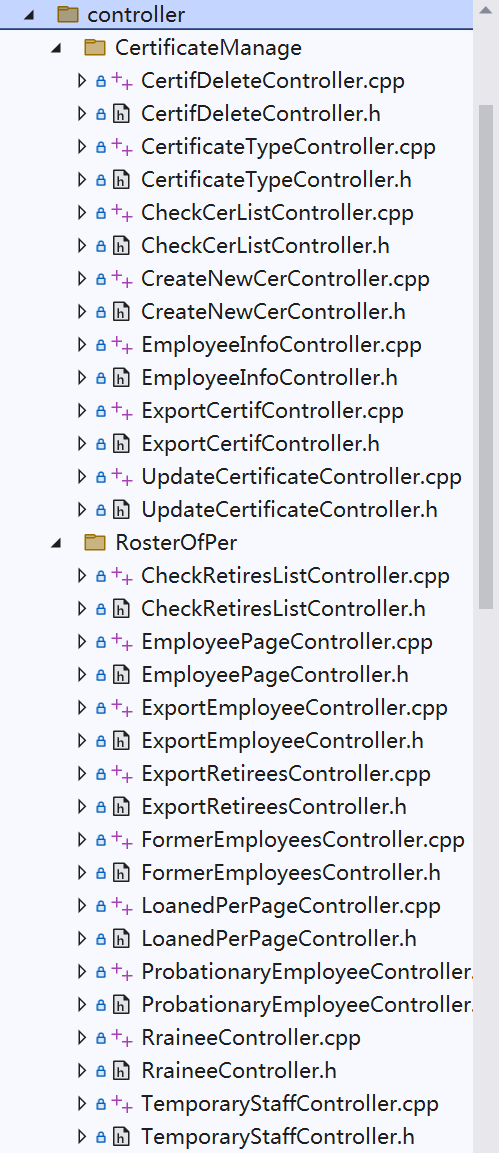 controller
CertificateManage
CertifDeleteController.cpp
CertifDeleteController.h
CertificateTypeController.cpp
CertificateTypeController.h
CheckCerListController.cpp
CheckCerListController.h
CreateNewCerController.cpp
CreateNewCerController.h
EmployeeInfoController.cpp
EmployeeInfoController.h
ExportCertifController.cpp
ExportCertifController.h
UpdateCertificateController.cpp
UpdateCertificateController.h
RosterOfPer
CheckRetiresListController.cpp
CheckRetiresListController.h
EmployeePageController.cpp
EmployeePageController.h
ExportEmployeeController.cpp
ExportEmployeeController.h
ExportRetireesController.cpp
ExportRetireesController.h
FormerEmployeesController.cpp
FormerEmployeesController.h
LoanedPerPageController.cpp
LoanedPerPageController.h
ProbationaryEmployeeController.
ProbationaryEmployeeController.
RraineeController.cpp
RraineeController.h
TemporaryStaffController.cpp
TemporaryStaffController.h